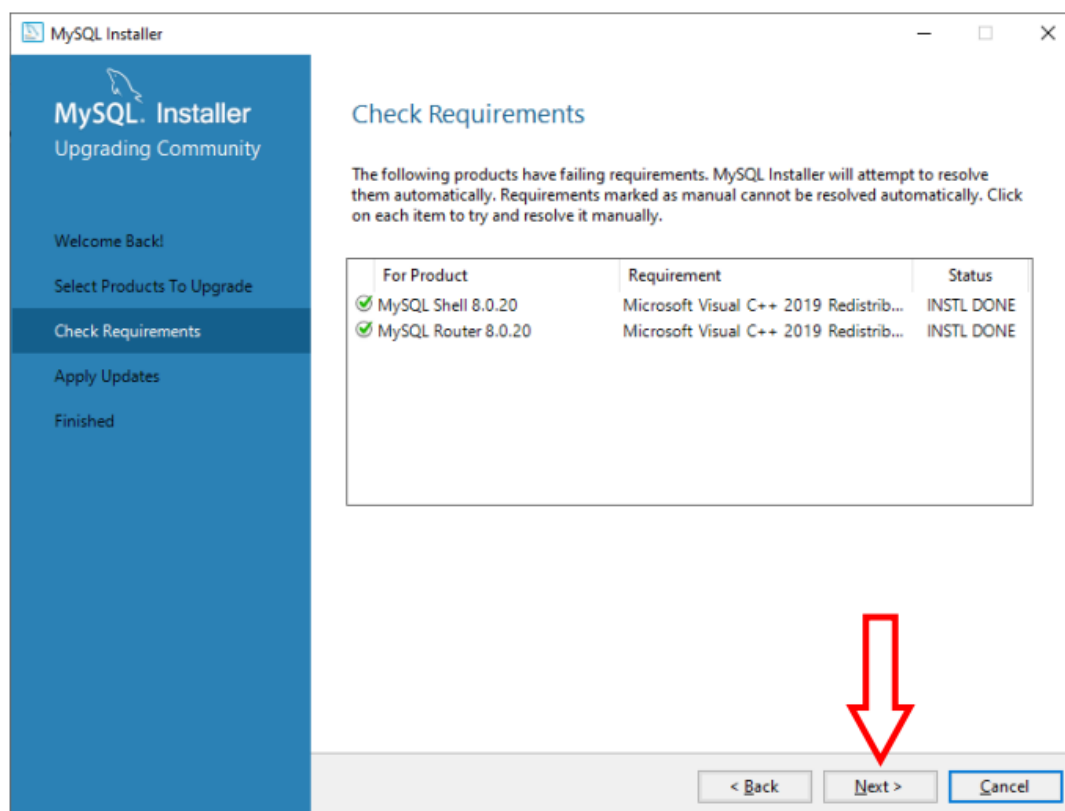 MySQL Installer
MySQL. Installer
Upgrading Community
Welcome Back!
Select Products To Upgrade
Check Requirements
Apply Updates
Finished
Check Requirements
The following products have failing requirements. MySQL Installer will attempt to resolve
them automatically. Requirements marked as manual cannot be resolved automatically. Click
on each item to try and resolve it manually.
For Product Requirement Status
MySQL Shell 8.0.20 Microsoft Visual C++ 2019 Redistrib... INSTL DONE
MySQL Router 8.0.20 Microsoft Visual C++ 2019 Redistrib... INSTL DONE
< Back Next > Cancel